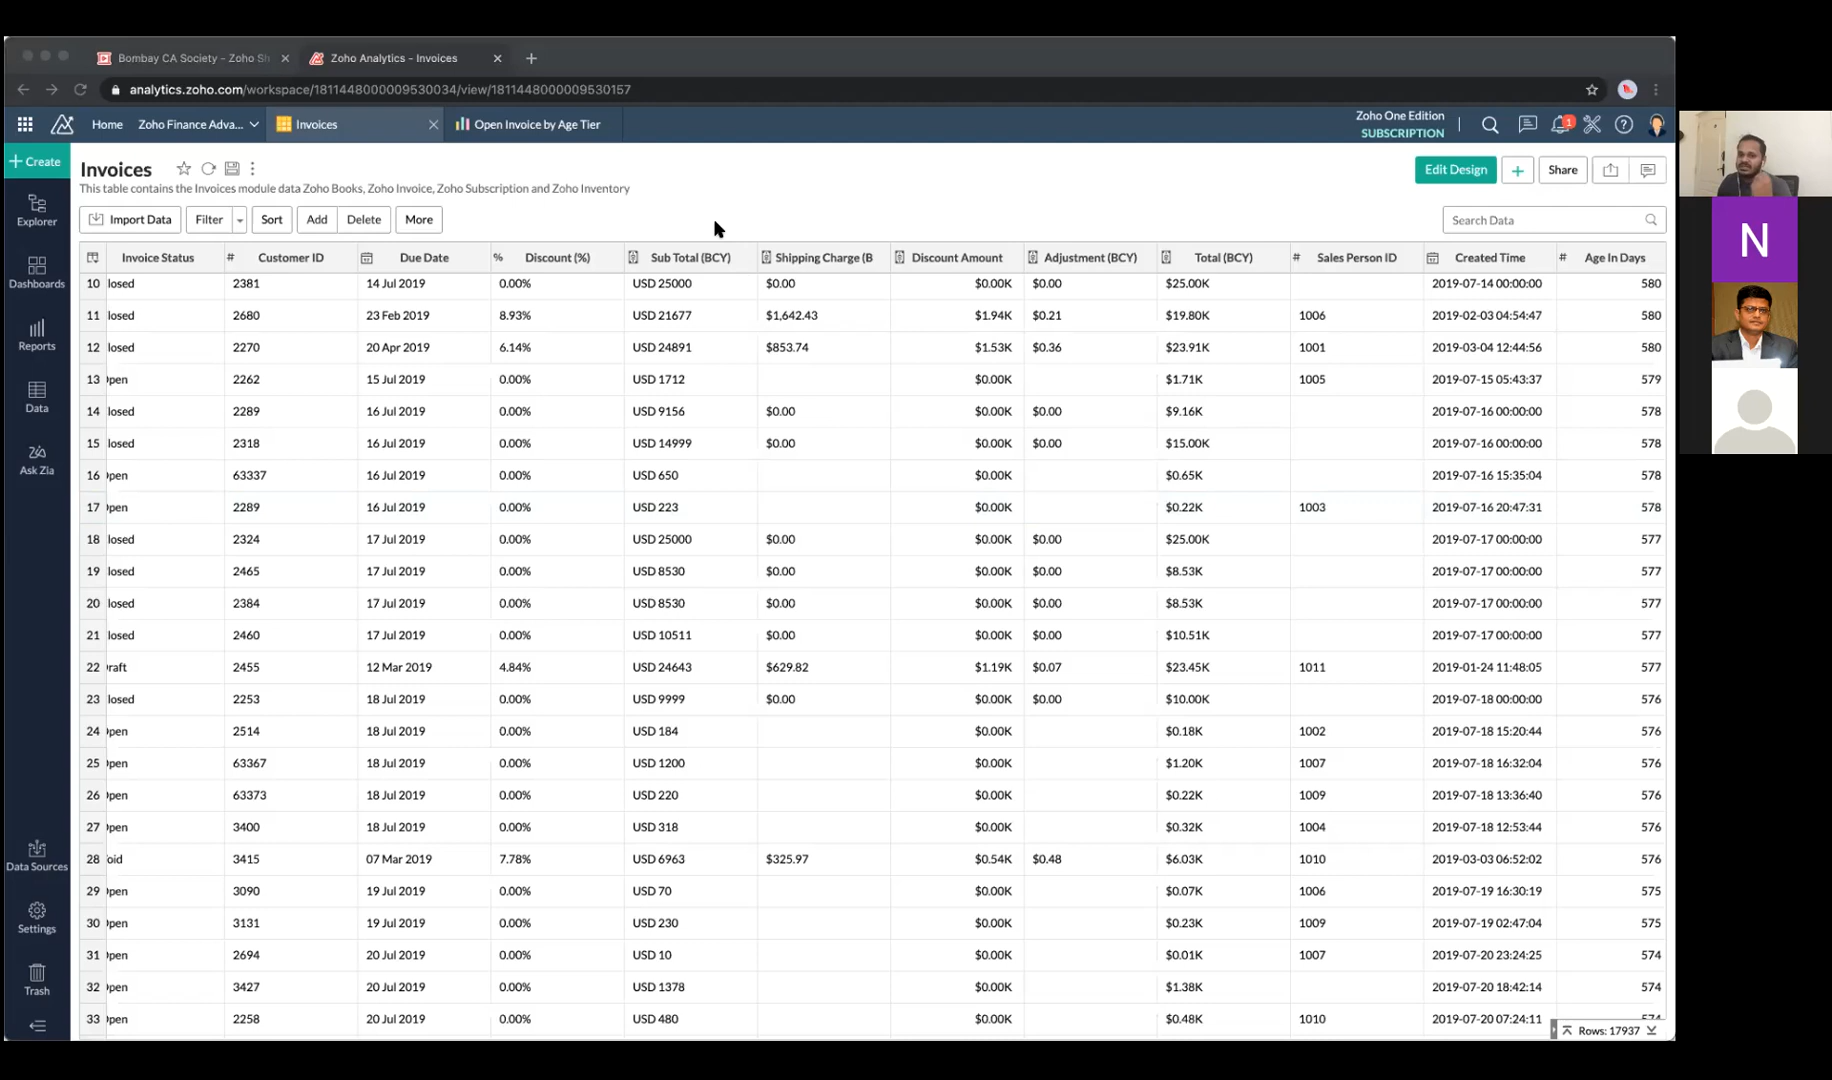 Bombay CA Society - Zoho Sh
Zoho Analytics - Invoices
analytics.zoho.com/workspace/1811448000009530034/view/1811448000009530157
Home
Zoho Finance Adva...
Invoices
Open Invoice by Age Tier
Zoho One Edition
SUBSCRIPTION
1
Create
Explorer
Dashboards
Reports
Data
Ask Zia
Data Sources
Settings
Trash
Invoices
This table contains the Invoices module data Zoho Books, Zoho Invoice, Zoho Subscription and Zoho Inventory
Edit Design + Share
Import Data Filter Sort Add Delete More
Search Data
Invoice Status # Customer ID Due Date % Discount (%) Sub Total (BCY) Shipping Charge (B Discount Amount Adjustment (BCY) Total (BCY) # Sales Person ID Created Time # Age In Days
10 losed 2381 14 Jul 2019 0.00% USD 25000 $0.00 $0.00K $0.00 $25.00K 2019-07-14 00:00:00 580
11 losed 2680 23 Feb 2019 8.93% USD 21677 $1,642.43 $1.94K $0.21 $19.80K 1006 2019-02-03 04:54:47 580
12 losed 2270 20 Apr 2019 6.14% USD 24891 $853.74 $1.53K $0.36 $23.91K 1001 2019-03-04 12:44:56 580
13 pen 2262 15 Jul 2019 0.00% USD 1712 $0.00K $1.71K 1005 2019-07-15 05:43:37 579
14 losed 2289 16 Jul 2019 0.00% USD 9156 $0.00 $0.00K $0.00 $9.16K 2019-07-16 00:00:00 578
15 losed 2318 16 Jul 2019 0.00% USD 14999 $0.00 $0.00K $0.00 $15.00K 2019-07-16 00:00:00 578
16 pen 63337 16 Jul 2019 0.00% USD 650 $0.00K $0.65K 2019-07-16 15:35:04 578
17 pen 2289 16 Jul 2019 0.00% USD 223 $0.00K $0.22K 1003 2019-07-16 20:47:31 578
18 losed 2324 17 Jul 2019 0.00% USD 25000 $0.00 $0.00K $0.00 $25.00K 2019-07-17 00:00:00 577
19 losed 2465 17 Jul 2019 0.00% USD 8530 $0.00 $0.00K $0.00 $8.53K 2019-07-17 00:00:00 577
20 losed 2384 17 Jul 2019 0.00% USD 8530 $0.00 $0.00K $0.00 $8.53K 2019-07-17 00:00:00 577
21 losed 2460 17 Jul 2019 0.00% USD 10511 $0.00 $0.00K $0.00 $10.51K 2019-07-17 00:00:00 577
22 raft 2455 12 Mar 2019 4.84% USD 24643 $629.82 $1.19K $0.07 $23.45K 1011 2019-01-24 11:48:05 577
23 losed 2253 18 Jul 2019 0.00% USD 9999 $0.00 $0.00K $0.00 $10.00K 2019-07-18 00:00:00 576
24 pen 2514 18 Jul 2019 0.00% USD 184 $0.00K $0.18K 1002 2019-07-18 15:20:44 576
25 pen 63367 18 Jul 2019 0.00% USD 1200 $0.00K $1.20K 1007 2019-07-18 16:32:04 576
26 pen 63373 18 Jul 2019 0.00% USD 220 $0.00K $0.22K 1009 2019-07-18 13:36:40 576
27 pen 3400 18 Jul 2019 0.00% USD 318 $0.00K $0.32K 1004 2019-07-18 12:53:44 576
28 oid 3415 07 Mar 2019 7.78% USD 6963 $325.97 $0.54K $0.48 $6.03K 1010 2019-03-03 06:52:02 576
29 pen 3090 19 Jul 2019 0.00% USD 70 $0.00K $0.07K 1006 2019-07-19 16:30:19 575
30 pen 3131 19 Jul 2019 0.00% USD 230 $0.00K $0.23K 1009 2019-07-19 02:47:04 575
31 pen 2694 20 Jul 2019 0.00% USD 10 $0.00K $0.01K 1007 2019-07-20 23:24:25 574
32 pen 3427 20 Jul 2019 0.00% USD 1378 $0.00K $1.38K 2019-07-20 18:42:14 574
33 pen 2258 20 Jul 2019 0.00% USD 480 $0.00K $0.48K 1010 2019-07-20 07:24:11 574
Rows: 17937
N